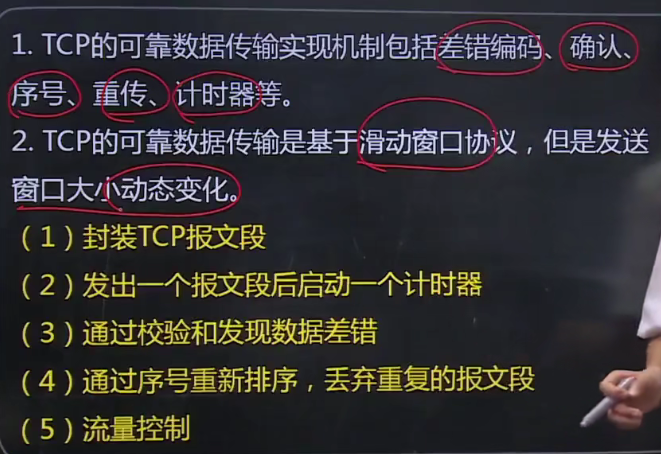 1. TCP的可靠数据传输实现机制包括差错编码、确认、
序号、重传、计时器等。
2. TCP的可靠数据传输是基于滑动窗口协议，但是发送
窗口大小动态变化。
（1）封装TCP报文段
（2）发出一个报文段后启动一个计时器
（3）通过校验和发现数据差错
（4）通过序号重新排序，丢弃重复的报文段
（5）流量控制